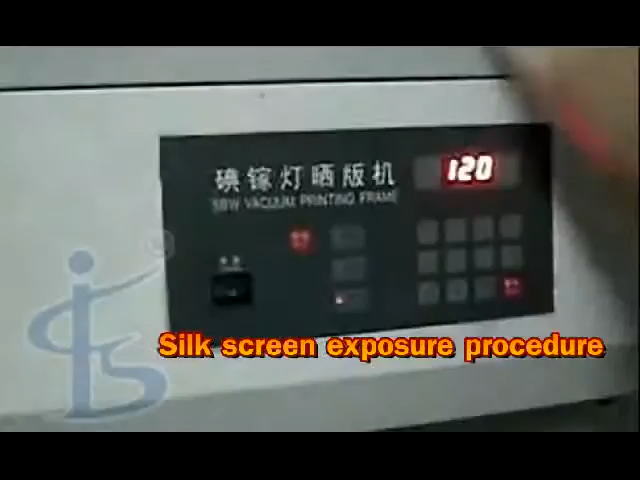 碘镓灯晒版机
120
SBW VACUUM PRINTING FRAME
Silk screen exposure procedure